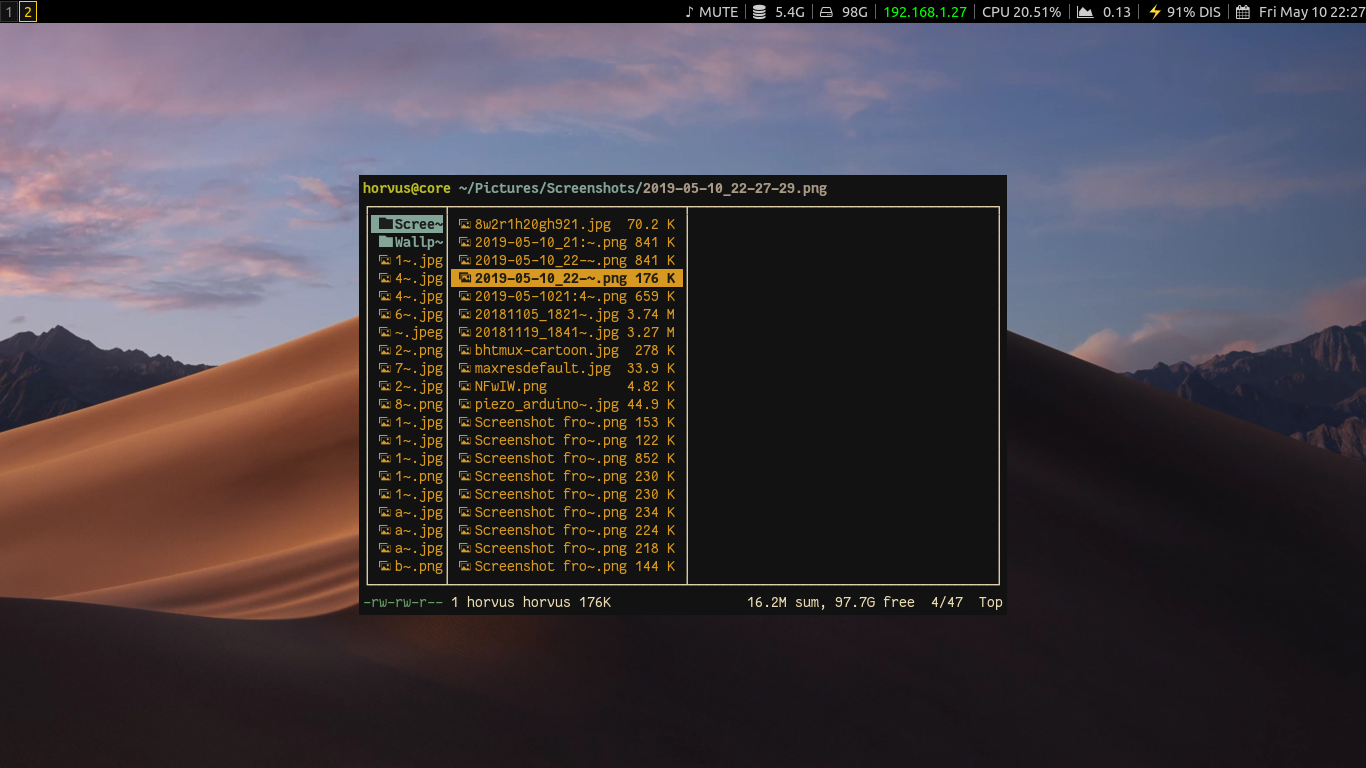 1 2 ♪ MUTE 5.4G 98G 192.168.1.27 CPU 20.51% 0.13 ⚡ 91% DIS Fri May 10 22:27
horvus@core ~/Pictures/Screenshots/2019-05-10_22-27-29.png
Scree~ 8w2r1h20gh921.jpg 70.2 K
Wallp~ 2019-05-10_21:~.png 841 K
1~.jpg 2019-05-10_22-~.png 841 K
4~.jpg 2019-05-10_22-~.png 176 K
4~.jpg 2019-05-1021:4~.png 659 K
6~.jpg 20181105_1821~.jpg 3.74 M
~.jpeg 20181119_1841~.jpg 3.27 M
2~.png bhtmux-cartoon.jpg 278 K
7~.jpg maxresdefault.jpg 33.9 K
2~.jpg NFwIW.png 4.82 K
8~.png piezo_arduino~.jpg 44.9 K
1~.jpg Screenshot fro~.png 153 K
1~.jpg Screenshot fro~.png 122 K
1~.jpg Screenshot fro~.png 852 K
1~.png Screenshot fro~.png 230 K
1~.jpg Screenshot fro~.png 230 K
a~.jpg Screenshot fro~.png 234 K
a~.jpg Screenshot fro~.png 224 K
a~.jpg Screenshot fro~.png 218 K
b~.png Screenshot fro~.png 144 K
-rw-rw-r-- 1 horvus horvus 176K 16.2M sum, 97.7G free 4/47 Top